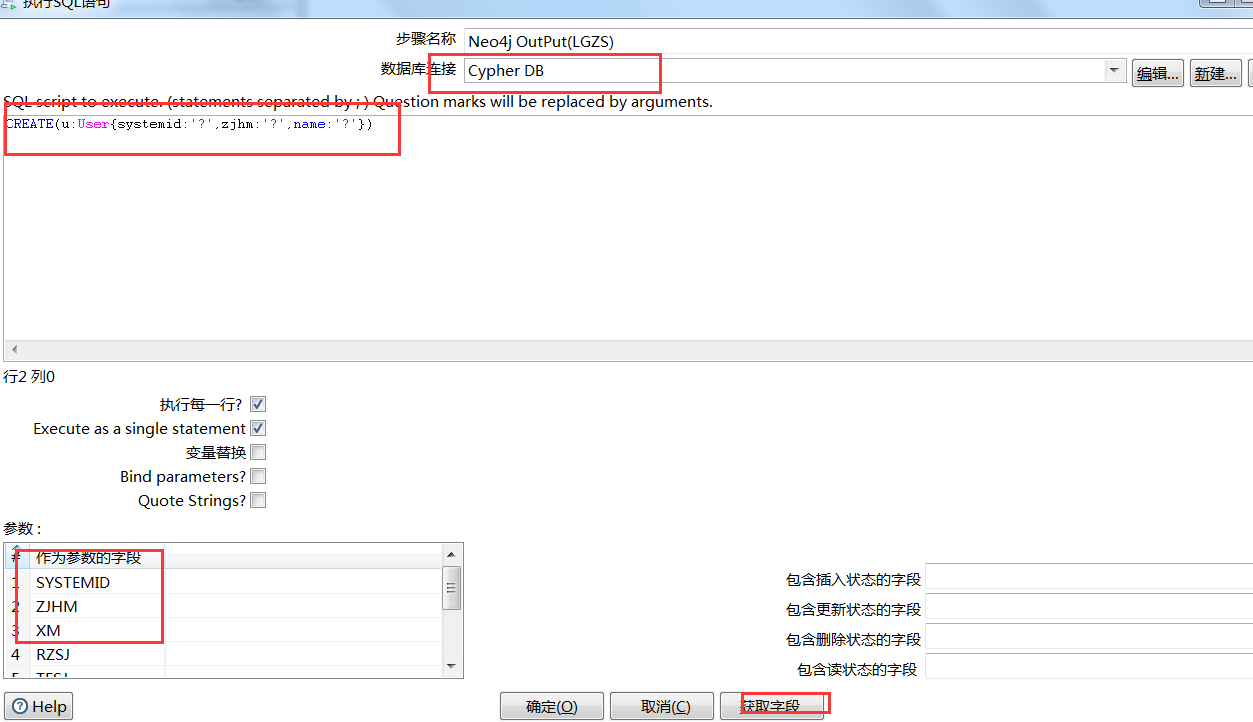 执行SQL语句
步骤名称 Neo4j OutPut(LGZS)
数据库连接 Cypher DB 编辑... 新建...
SQL script to execute. (statements separated by ; ) Question marks will be replaced by arguments.
CREATE(u:User{systemid:'?',zjhm:'?',name:'?'})
行2 列0
执行每一行?
Execute as a single statement
变量替换
Bind parameters?
Quote Strings?
参数 :
# 作为参数的字段
1 SYSTEMID
2 ZJHM
3 XM
4 RZSJ
包含插入状态的字段
包含更新状态的字段
包含删除状态的字段
包含读状态的字段
Help 确定(O) 取消(C) 获取字段